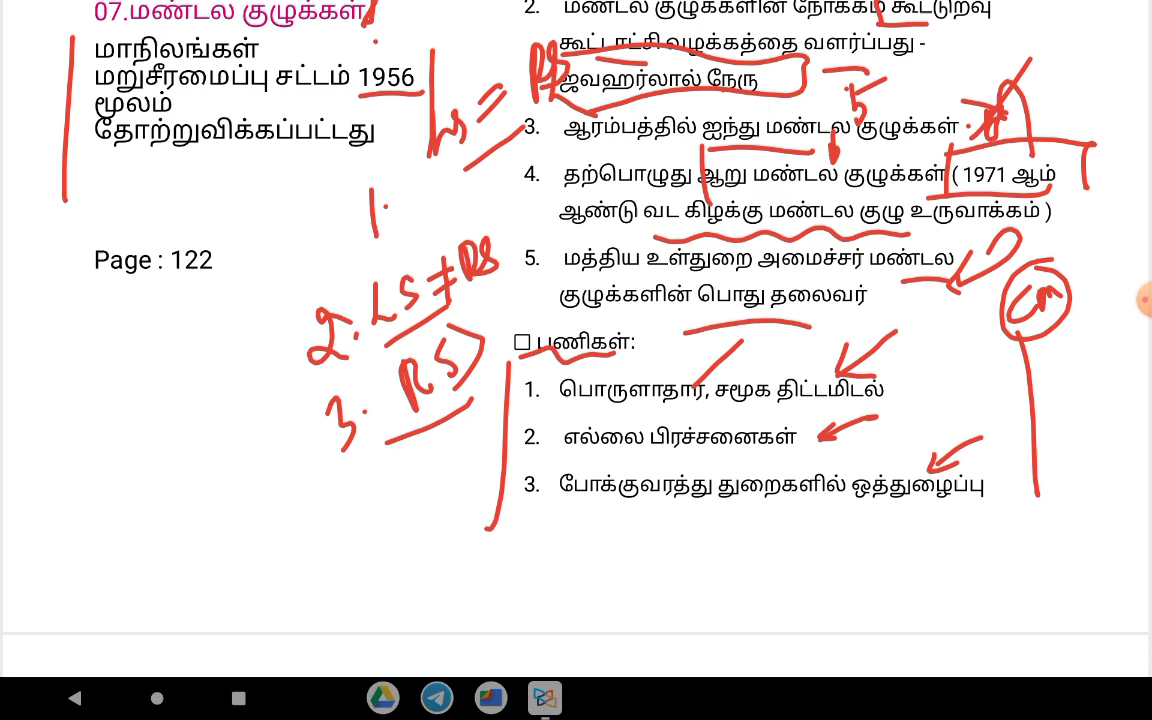 07.மண்டல குழுக்கள்
மாநிலங்கள்
மறுசீரமைப்பு சட்டம் 1956
மூலம்
தோற்றுவிக்கப்பட்டது
Page : 122
2. மண்டல குழுக்களின் நோக்கம் கூட்டுறவு
கூட்டாட்சி வழக்கத்தை வளர்ப்பது -
ஜவஹர்லால் நேரு
3. ஆரம்பத்தில் ஐந்து மண்டல குழுக்கள்
4. தற்பொழுது ஆறு மண்டல குழுக்கள் ( 1971 ஆம்
ஆண்டு வட கிழக்கு மண்டல குழு உருவாக்கம் )
5. மத்திய உள்துறை அமைச்சர் மண்டல
குழுக்களின் பொது தலைவர்
☐ பணிகள்:
1. பொருளாதார, சமூக திட்டமிடல்
2. எல்லை பிரச்சனைகள்
3. போக்குவரத்து துறைகளில் ஒத்துழைப்பு
LS = RS
5
1.
2. LS ≠ RS
3. RS
CM